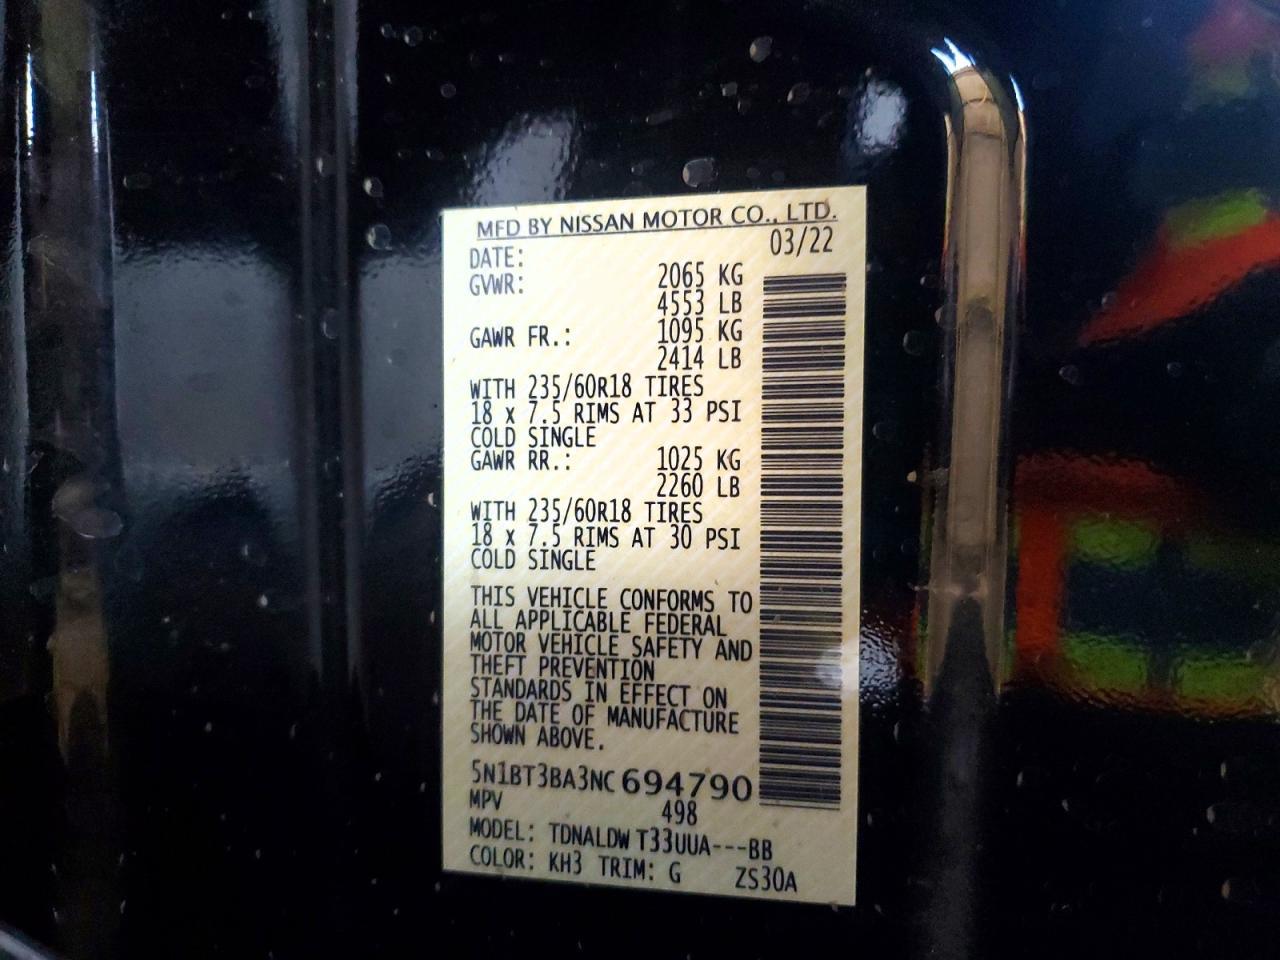 MFD BY NISSAN MOTOR CO., LTD.
DATE: 03/22
GVWR: 2065 KG
4553 LB
GAWR FR.: 1095 KG
2414 LB
WITH 235/60R18 TIRES
18 x 7.5 RIMS AT 33 PSI
COLD SINGLE
GAWR RR.: 1025 KG
2260 LB
WITH 235/60R18 TIRES
18 x 7.5 RIMS AT 30 PSI
COLD SINGLE
THIS VEHICLE CONFORMS TO
ALL APPLICABLE FEDERAL
MOTOR VEHICLE SAFETY AND
THEFT PREVENTION
STANDARDS IN EFFECT ON
THE DATE OF MANUFACTURE
SHOWN ABOVE.
5N1BT3BA3NC694790
MPV 498
MODEL: TDNALDW T33UUA---BB
COLOR: KH3 TRIM: G ZS30A